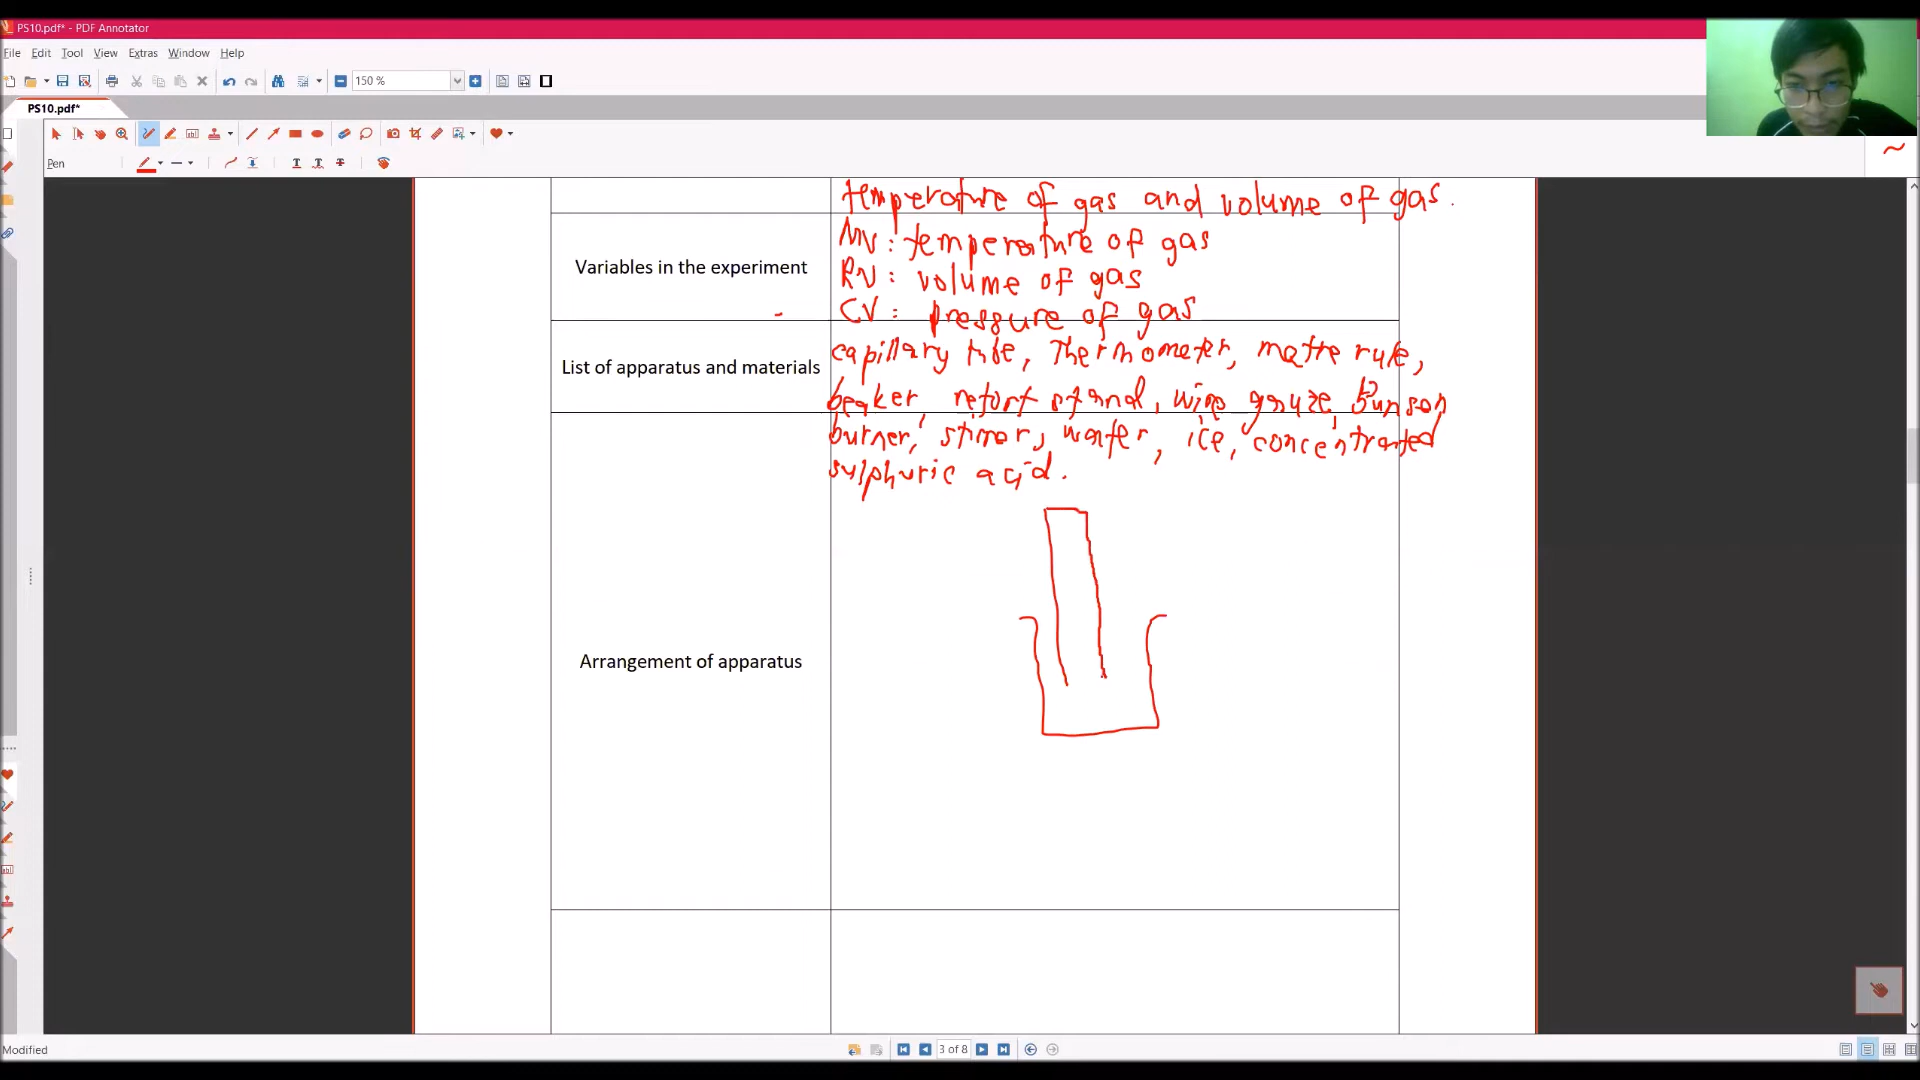 PS10.pdf* - PDF Annotator
File Edit Tool View Extras Window Help
150 %
PS10.pdf*
Pen
temperature of gas and volume of gas.
Variables in the experiment
MV: temperature of gas
RV: volume of gas
CV: pressure of gas
List of apparatus and materials
capillary tube, Thermometer, metre rule,
beaker, retort stand, wire gauze, bunsen
burner, stirrer, water, ice, concentrated
sulphuric acid.
Arrangement of apparatus
Modified
3 of 8